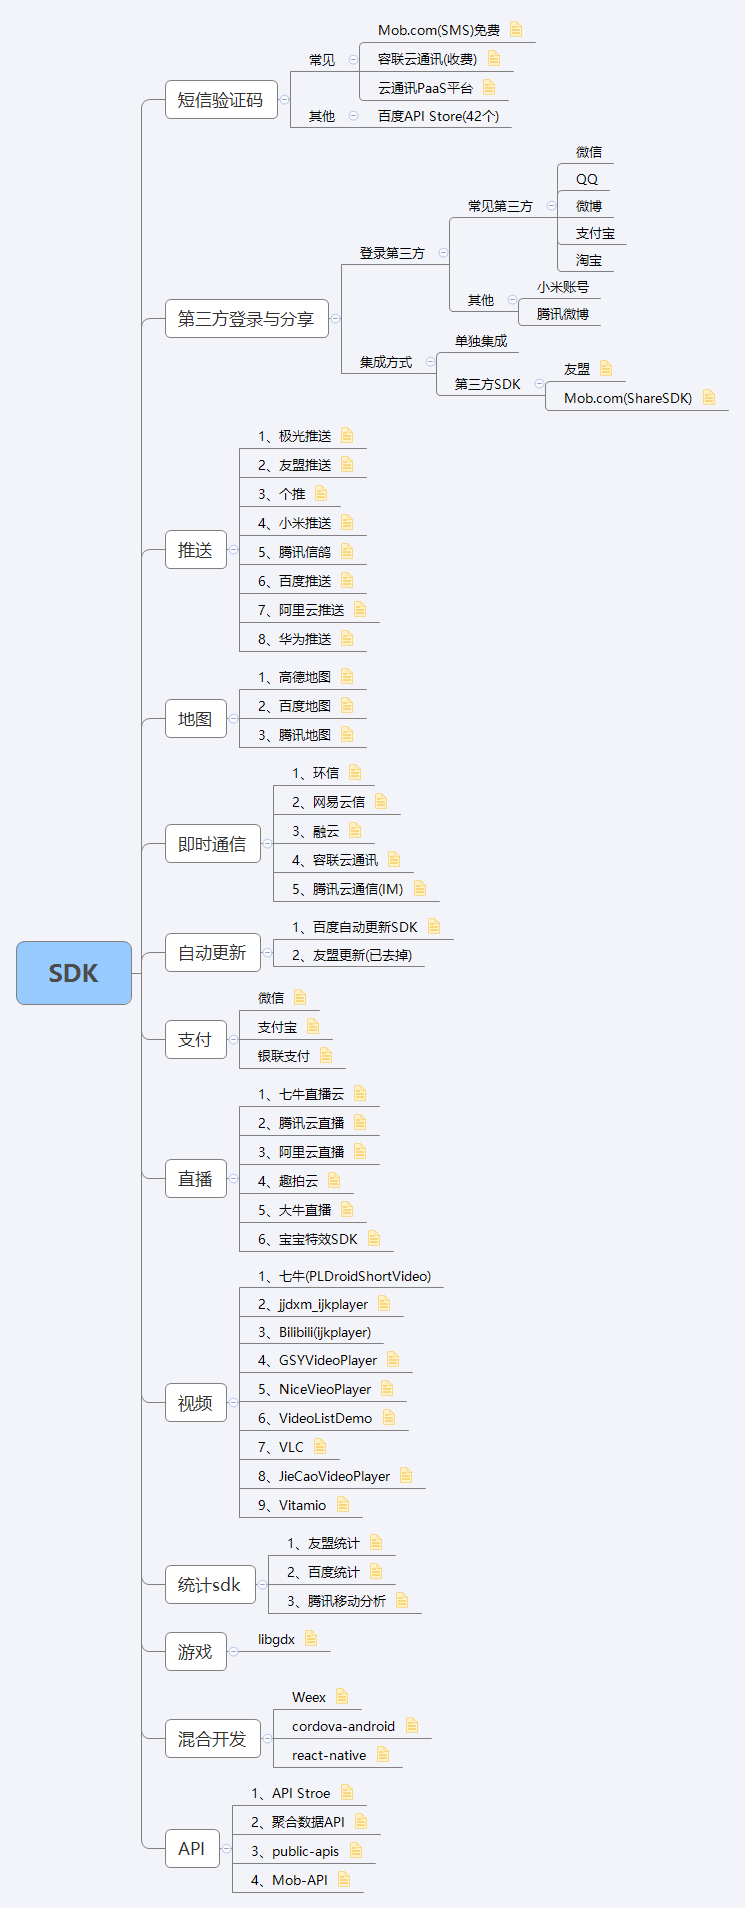 SDK
短信验证码
常见
Mob.com(SMS)免费
容联云通讯(收费)
云通讯PaaS平台
其他
百度API Store(42个)
第三方登录与分享
登录第三方
常见第三方
微信
QQ
微博
支付宝
淘宝
其他
小米账号
腾讯微博
集成方式
单独集成
第三方SDK
友盟
Mob.com(ShareSDK)
推送
1、极光推送
2、友盟推送
3、个推
4、小米推送
5、腾讯信鸽
6、百度推送
7、阿里云推送
8、华为推送
地图
1、高德地图
2、百度地图
3、腾讯地图
即时通信
1、环信
2、网易云信
3、融云
4、容联云通讯
5、腾讯云通信(IM)
自动更新
1、百度自动更新SDK
2、友盟更新(已去掉)
支付
微信
支付宝
银联支付
直播
1、七牛直播云
2、腾讯云直播
3、阿里云直播
4、趣拍云
5、大牛直播
6、宝宝特效SDK
视频
1、七牛(PLDroidShortVideo)
2、jjdxm_ijkplayer
3、Bilibili(ijkplayer)
4、GSYVideoPlayer
5、NiceVieoPlayer
6、VideoListDemo
7、VLC
8、JieCaoVideoPlayer
9、Vitamio
统计sdk
1、友盟统计
2、百度统计
3、腾讯移动分析
游戏
libgdx
混合开发
Weex
cordova-android
react-native
API
1、API Stroe
2、聚合数据API
3、public-apis
4、Mob-API